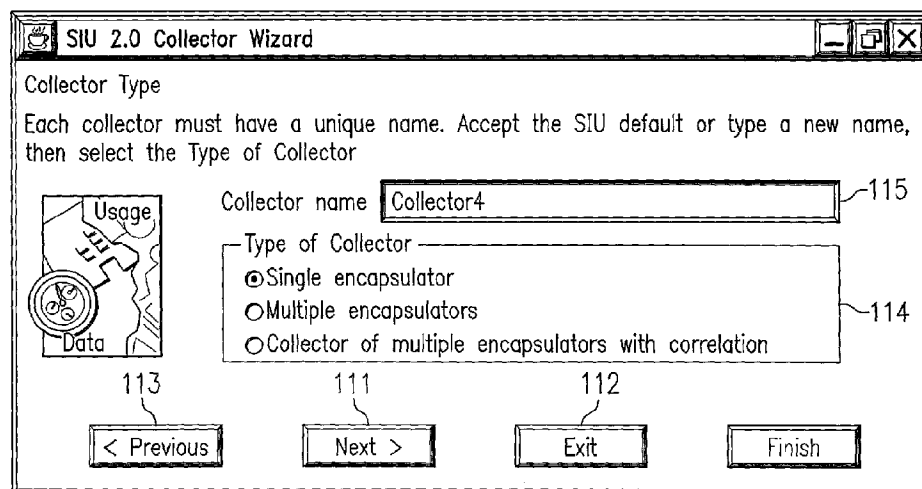 SIU 2.0 Collector Wizard
Collector Type
Each collector must have a unique name. Accept the SIU default or type a new name,
then select the Type of Collector
Usage
Data
Collector name Collector4
115
Type of Collector
Single encapsulator
Multiple encapsulators
Collector of multiple encapsulators with correlation
114
113 111 112
< Previous Next > Exit Finish